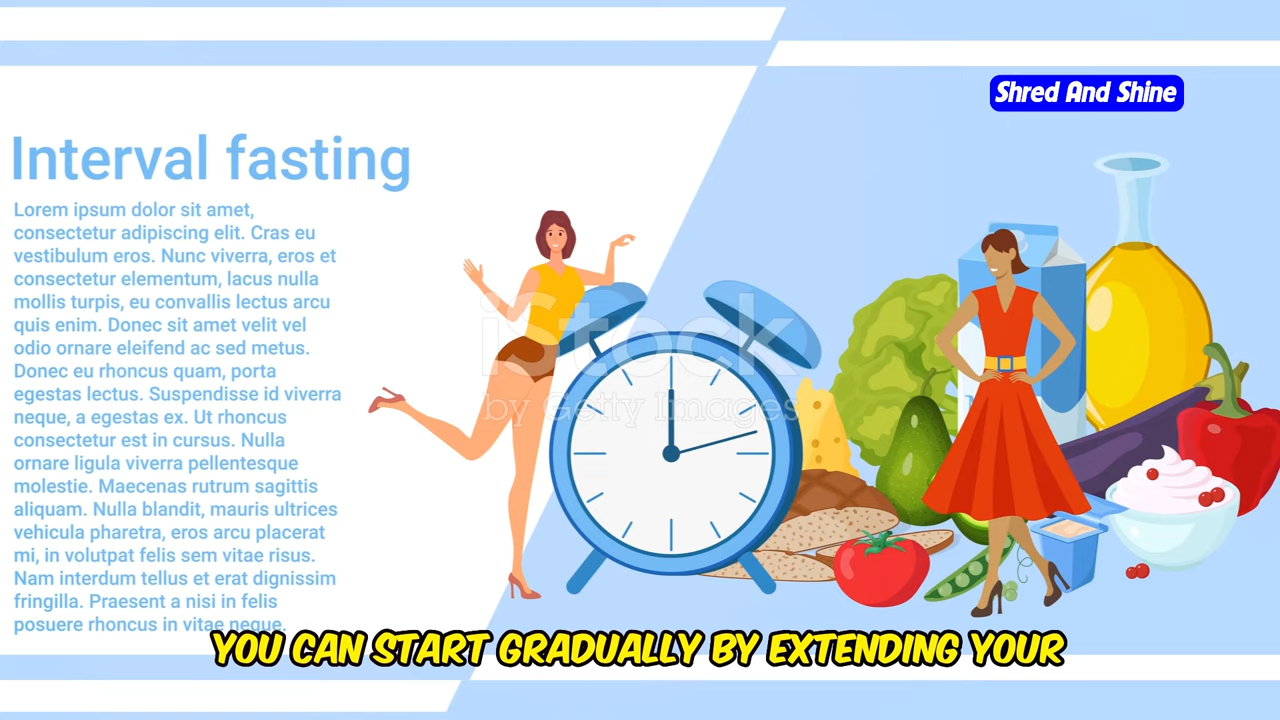 Shred And Shine
Interval fasting
Lorem ipsum dolor sit amet,
consectetur adipiscing elit. Cras eu
vestibulum eros. Nunc viverra, eros et
consectetur elementum, lacus nulla
mollis turpis, eu convallis lectus arcu
quis enim. Donec sit amet velit vel
odio ornare eleifend ac sed metus.
Donec eu rhoncus quam, porta
egestas lectus. Suspendisse id viverra
neque, a egestas ex. Ut rhoncus
consectetur est in cursus. Nulla
ornare ligula viverra pellentesque
molestie. Maecenas rutrum sagittis
aliquam. Nulla blandit, mauris ultrices
vehicula pharetra, eros arcu placerat
mi, in volutpat felis sem vitae risus.
Nam interdum tellus et erat dignissim
fringilla. Praesent a nisi in felis
posuere rhoncus in vitae neque.
iStock
by Getty Images
YOU CAN START GRADUALLY BY EXTENDING YOUR